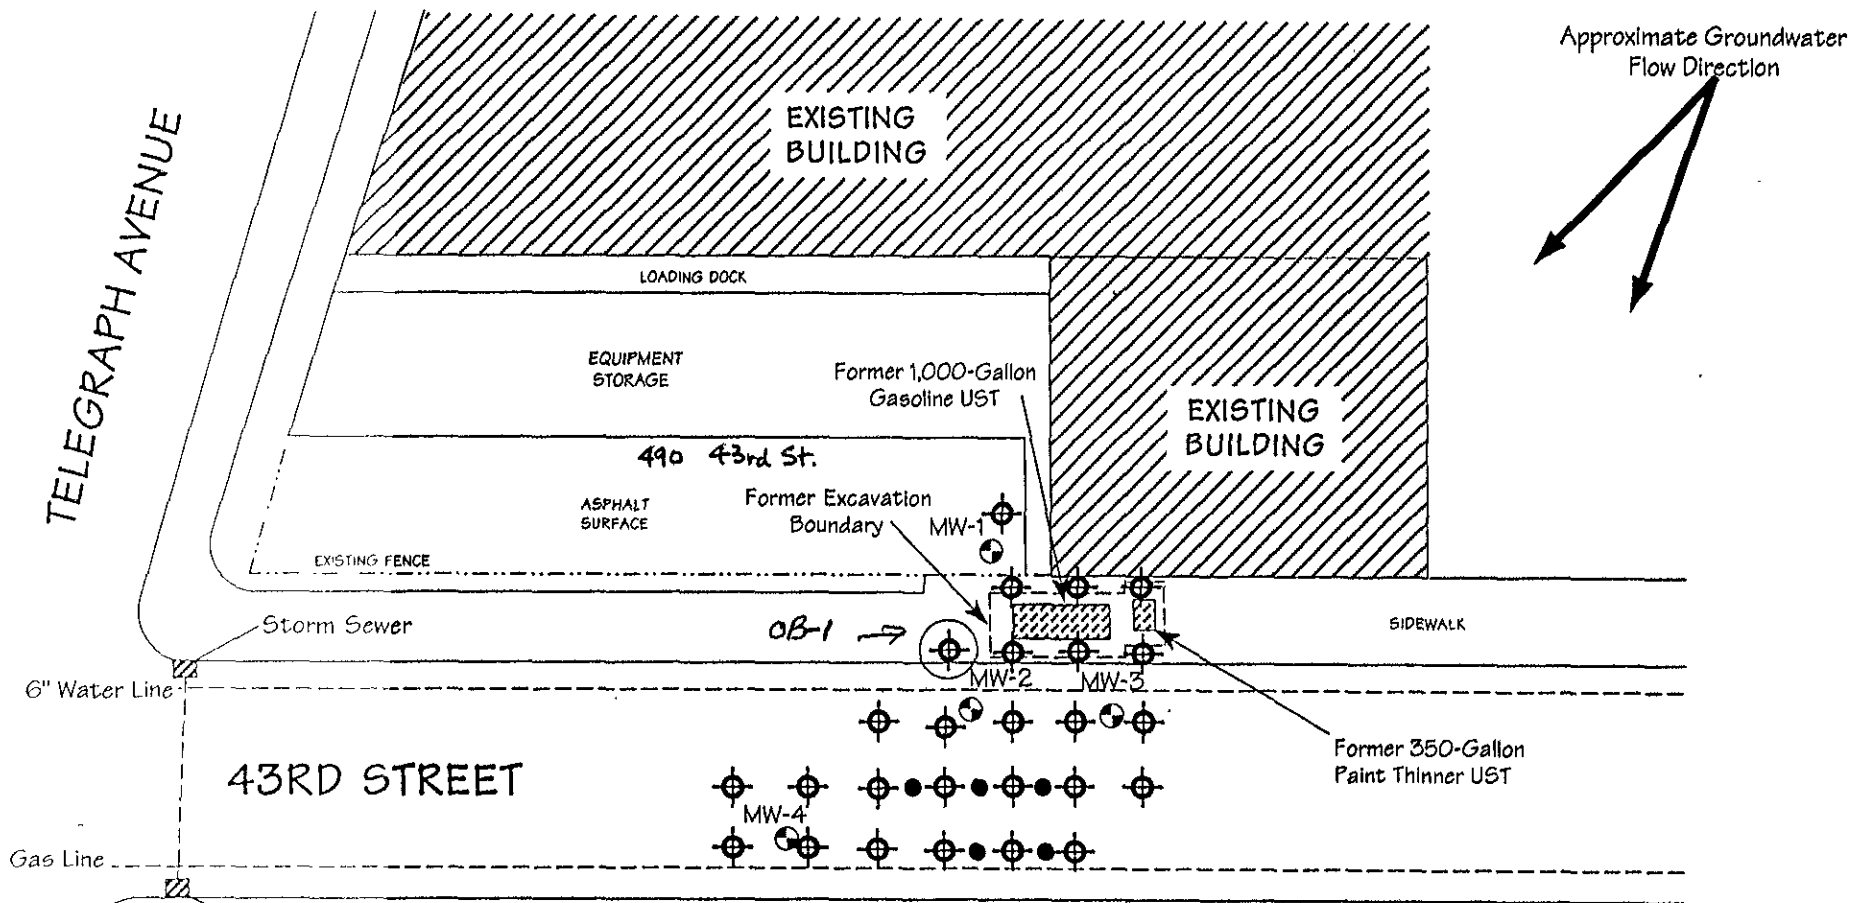 Approximate Groundwater
Flow Direction
TELEGRAPH AVENUE
EXISTING
BUILDING
LOADING DOCK
EQUIPMENT
STORAGE
Former 1,000-Gallon
Gasoline UST
EXISTING
BUILDING
490 43rd St.
ASPHALT
SURFACE
Former Excavation
Boundary
MW-1
EXISTING FENCE
Storm Sewer
OB-1
SIDEWALK
6" Water Line
MW-2
MW-3
43RD STREET
Former 350-Gallon
Paint Thinner UST
MW-4
Gas Line